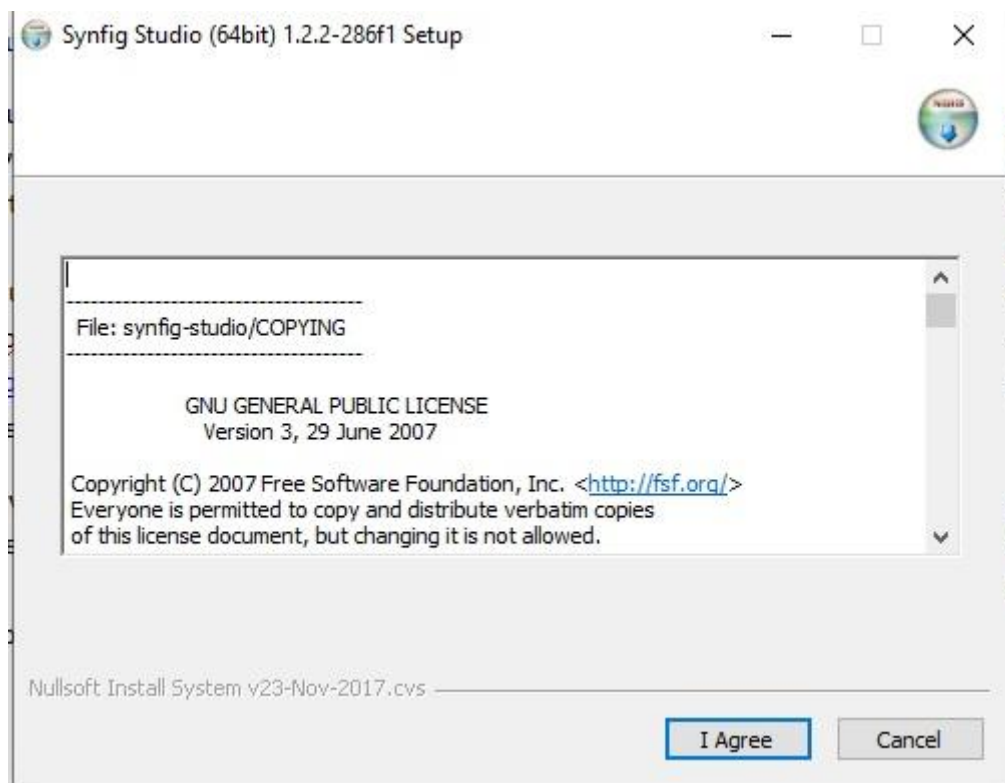 Synfig Studio (64bit) 1.2.2-286f1 Setup
------------------------------------
File: synfig-studio/COPYING
------------------------------------
GNU GENERAL PUBLIC LICENSE
Version 3, 29 June 2007
Copyright (C) 2007 Free Software Foundation, Inc. <http://fsf.org/>
Everyone is permitted to copy and distribute verbatim copies
of this license document, but changing it is not allowed.
Nullsoft Install System v23-Nov-2017.cvs
I Agree
Cancel